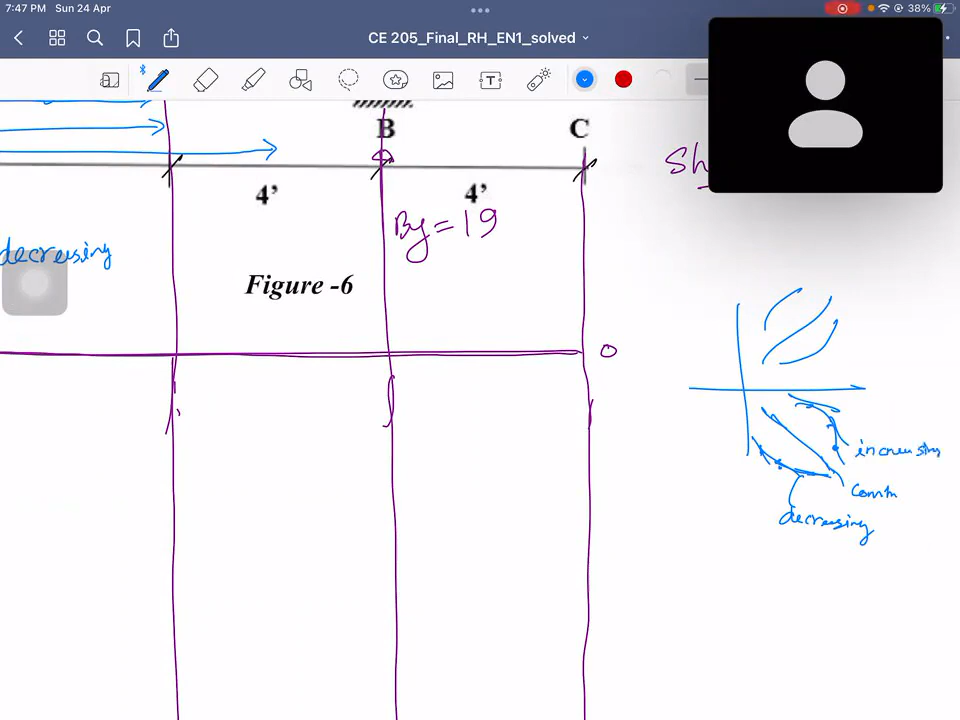 7:47 PM Sun 24 Apr
38%
CE 205_Final_RH_EN1_solved
T
B
C
4'
4'
Sh
By=19
decreasing
Figure -6
0
increasing
decreasing